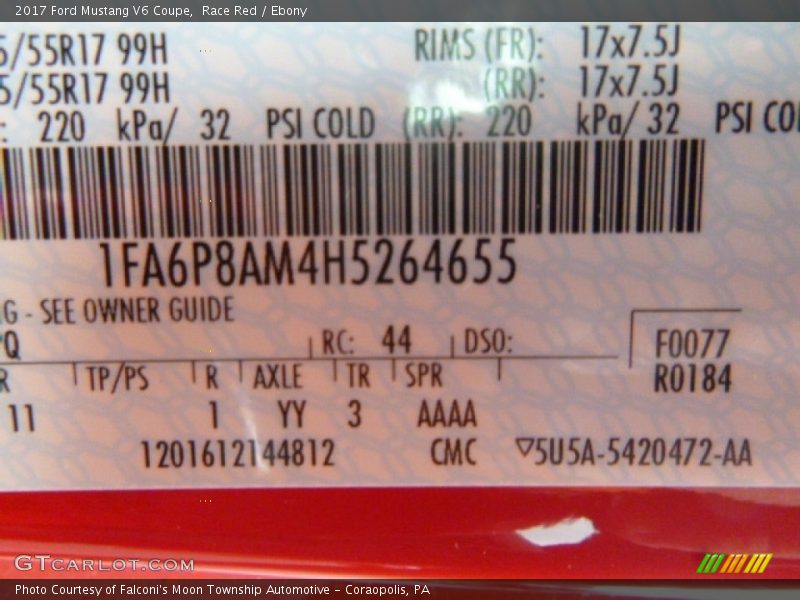 2017 Ford Mustang V6 Coupe, Race Red / Ebony
5/55R17 99H RIMS (FR): 17x7.5J
5/55R17 99H (RR): 17x7.5J
: 220 kPa/ 32 PSI COLD (RR): 220 kPa/ 32 PSI COL
1FA6P8AM4H5264655
G - SEE OWNER GUIDE
Q RC: 44 DSO: F0077
R TP/PS R AXLE TR SPR R0184
11 1 YY 3 AAAA
1201612144812 CMC ▽5U5A-5420472-AA
GTCARLOT.COM
Photo Courtesy of Falconi's Moon Township Automotive – Coraopolis, PA